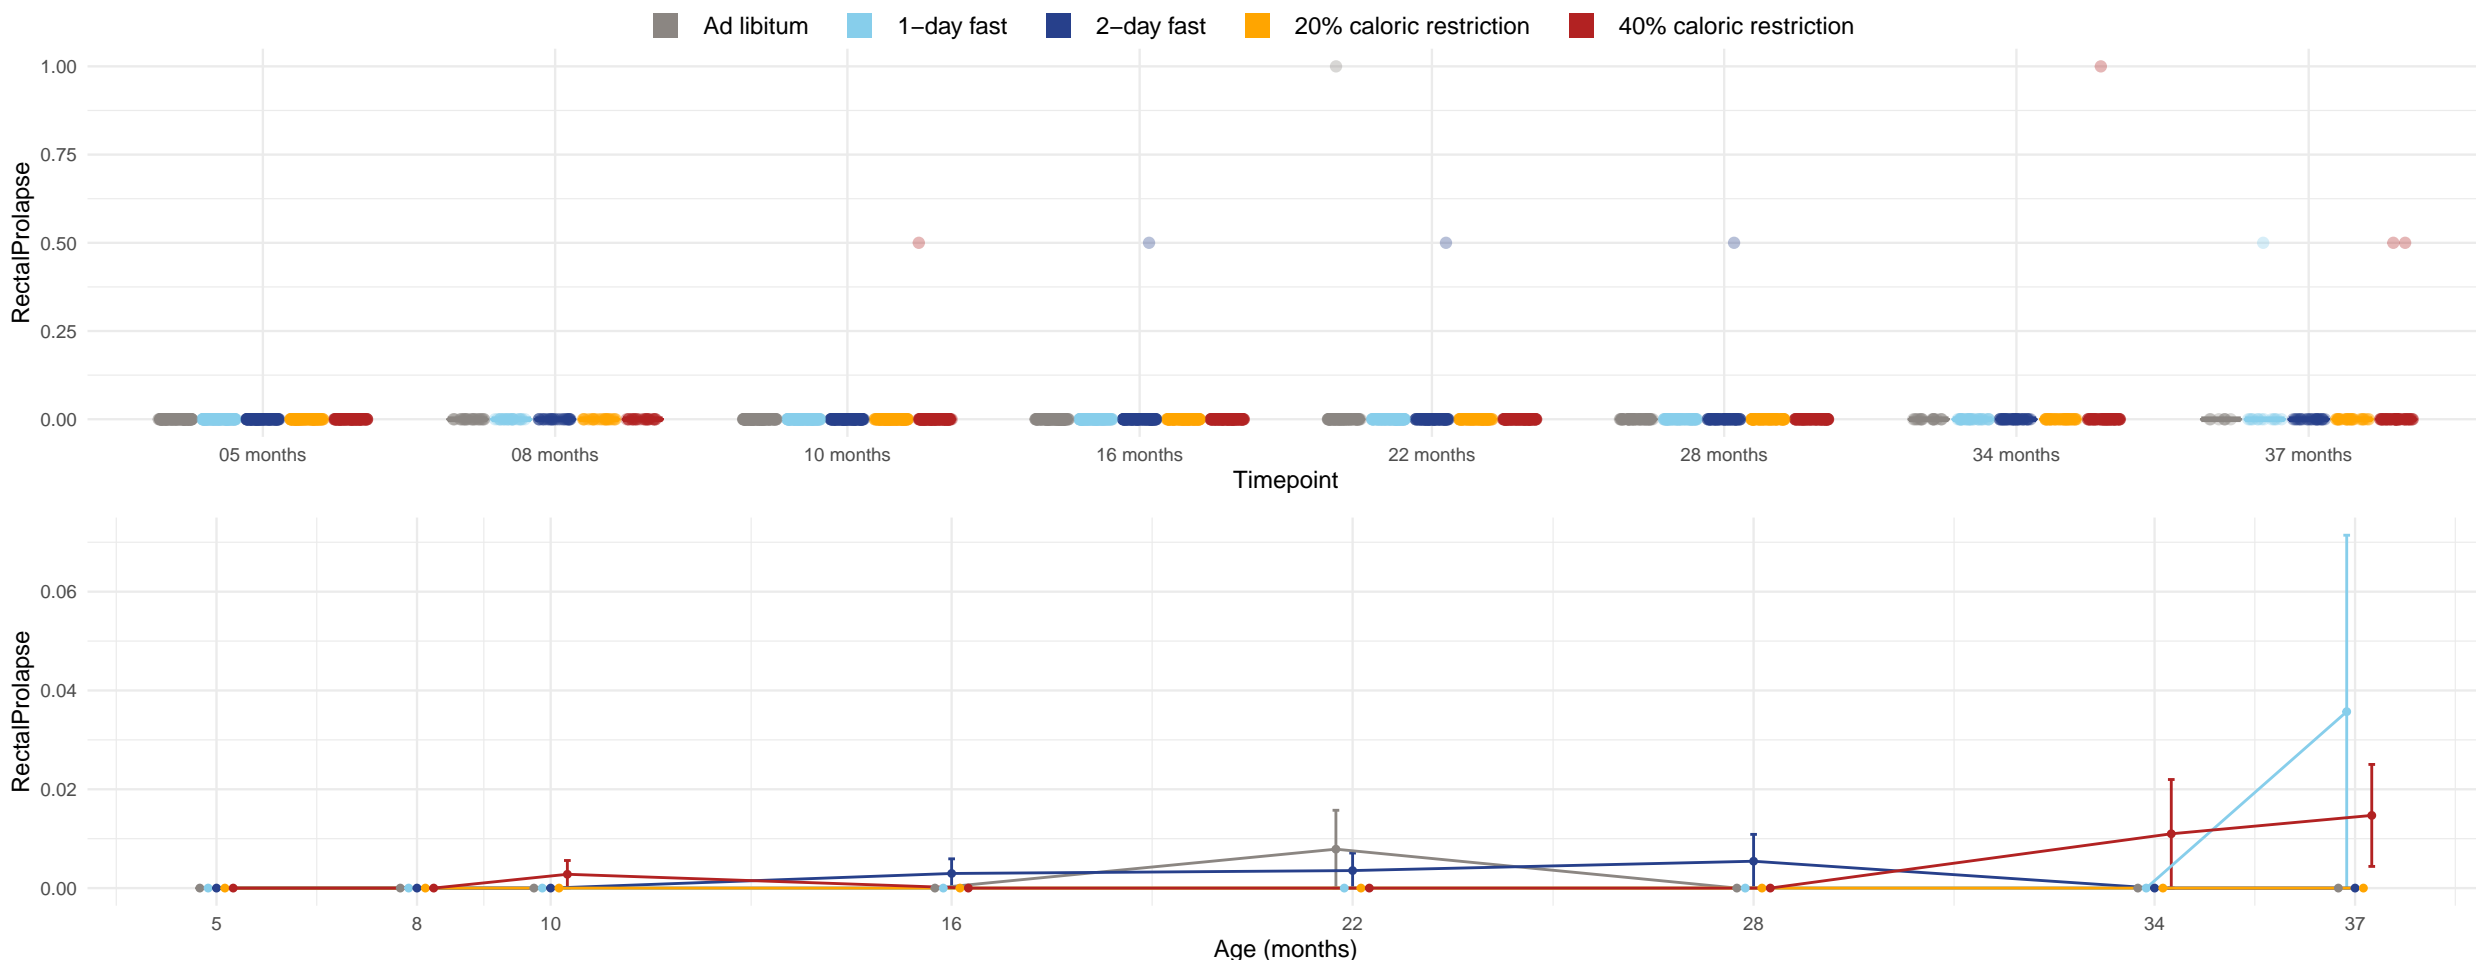 Ad libitum 1−day fast 2−day fast 20% caloric restriction 40% caloric restriction
RectalProlapse
1.00
0.75
0.50
0.25
0.00
05 months 08 months 10 months 16 months 22 months 28 months 34 months 37 months
Timepoint
RectalProlapse
0.06
0.04
0.02
0.00
5 8 10 16 22 28 34 37
Age (months)